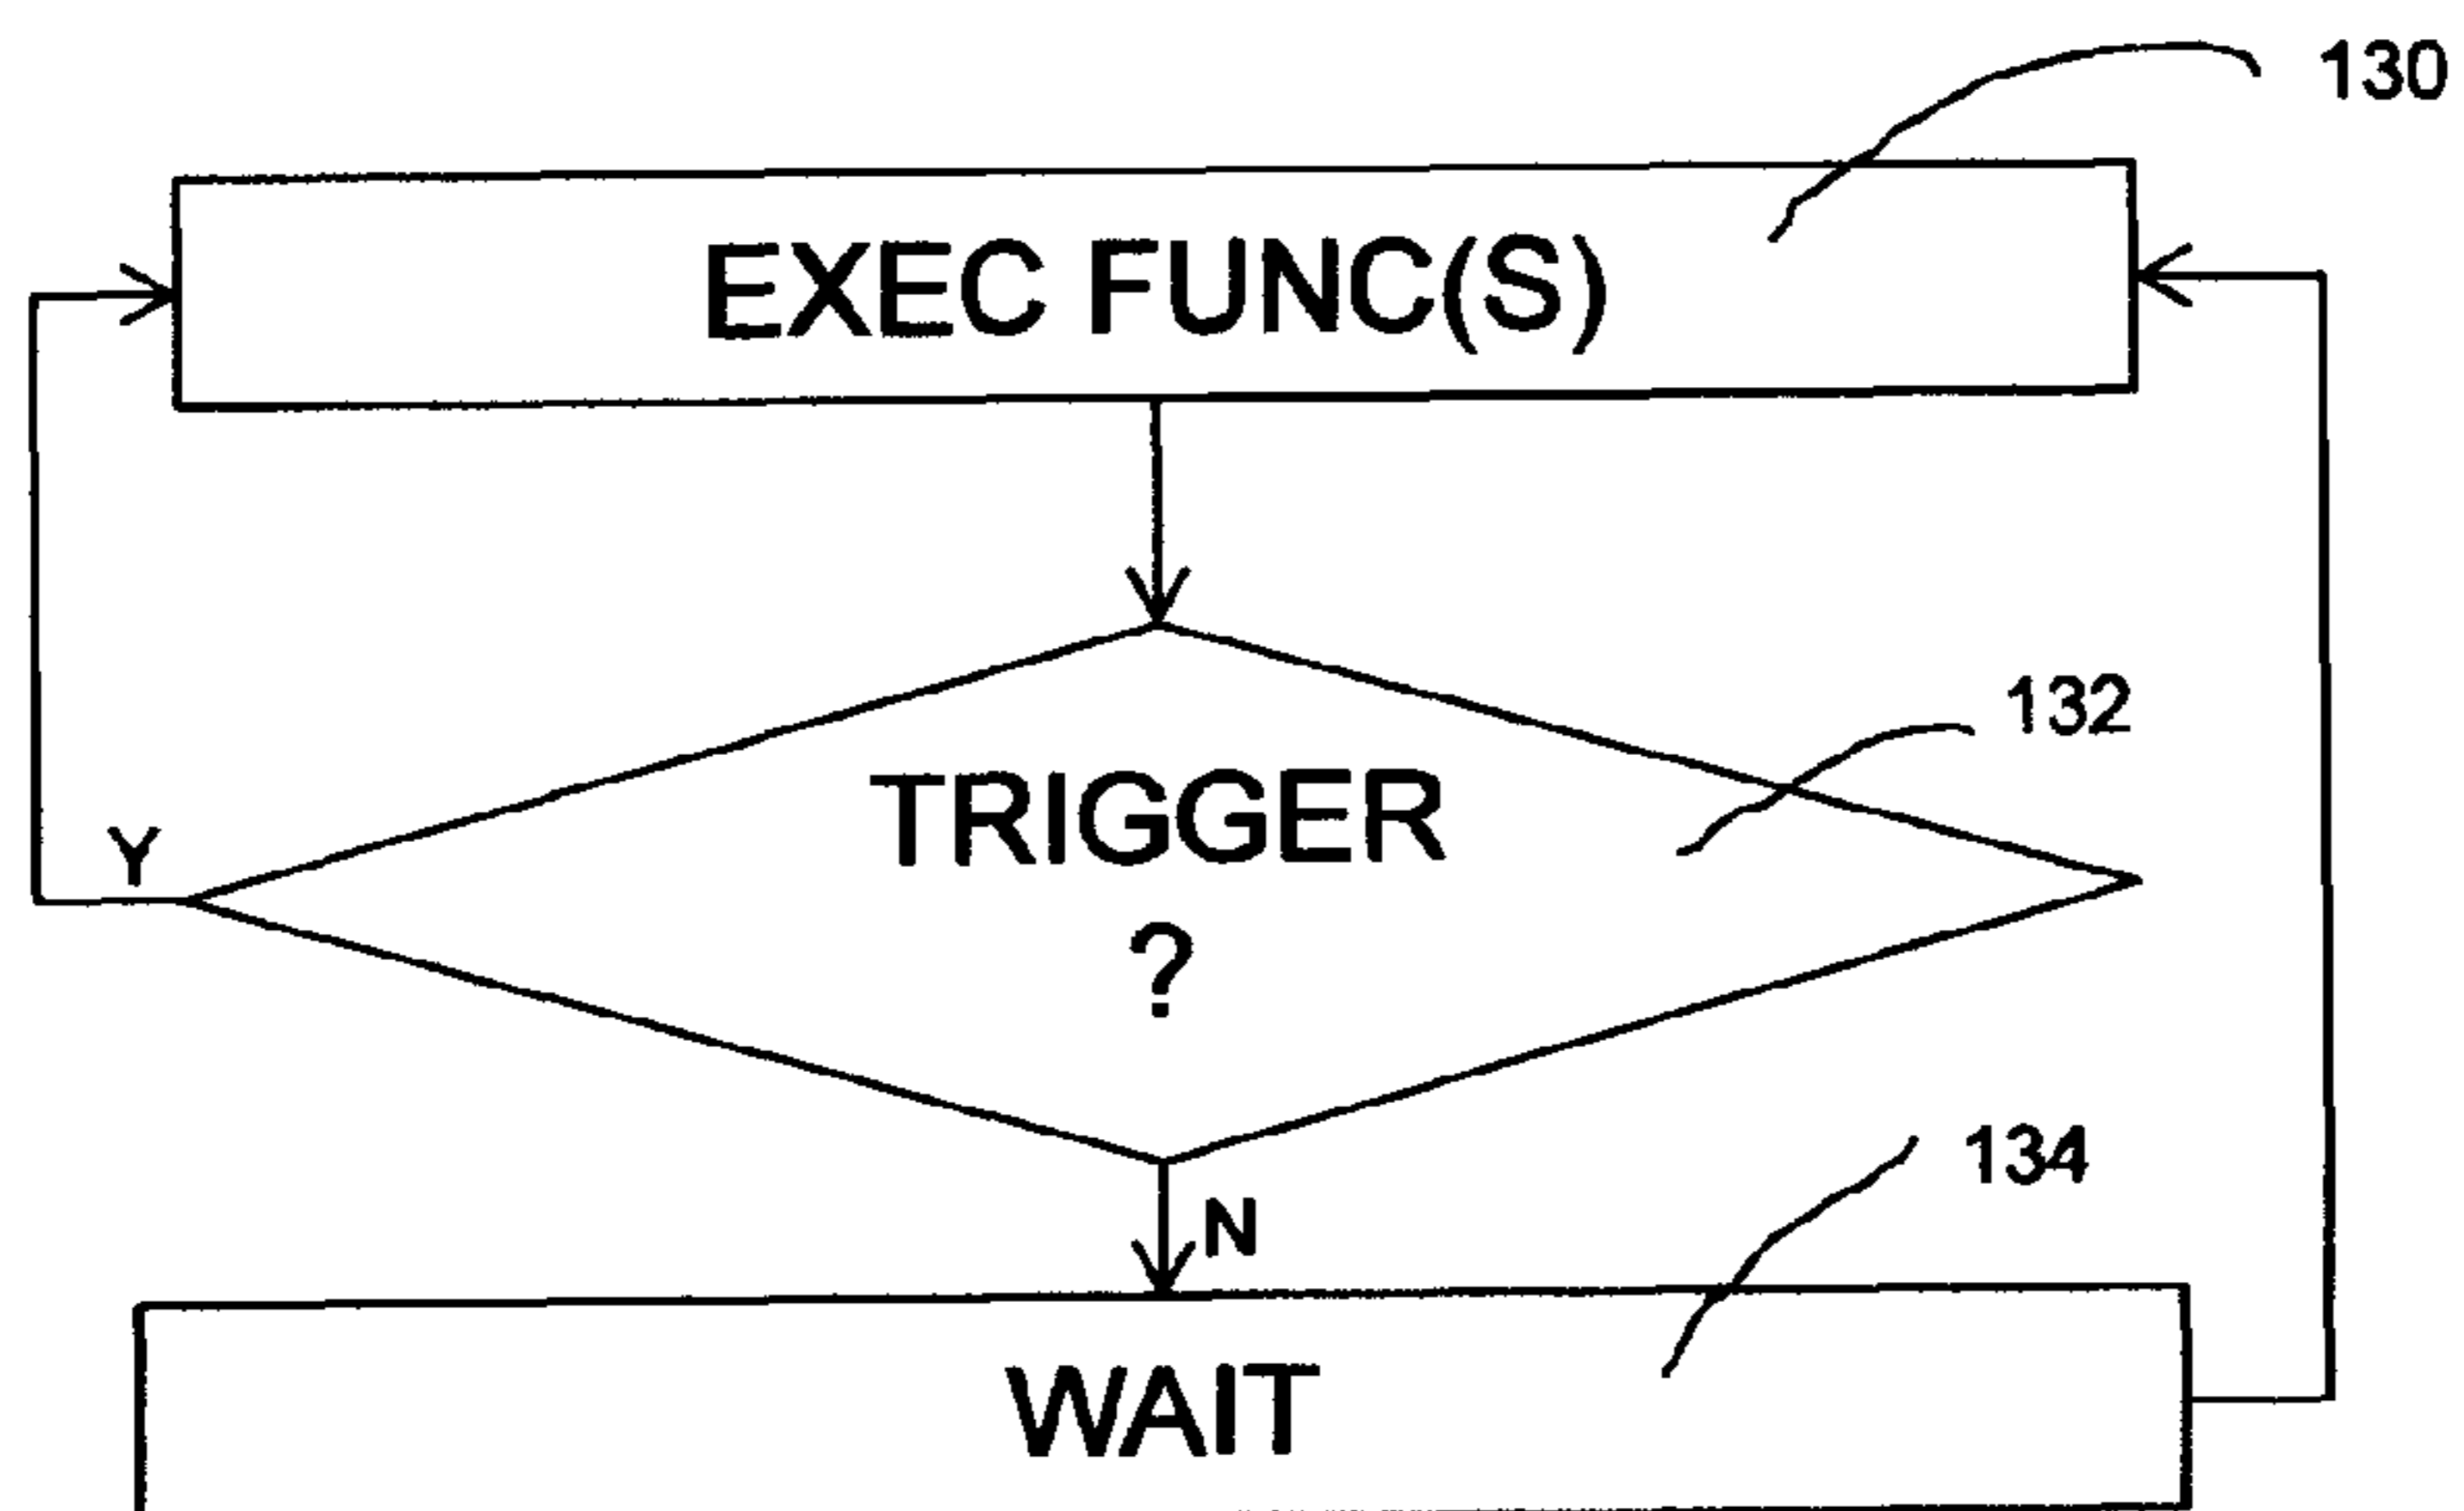 130
EXEC FUNC(S)
132
TRIGGER
?
Y
134
N
WAIT